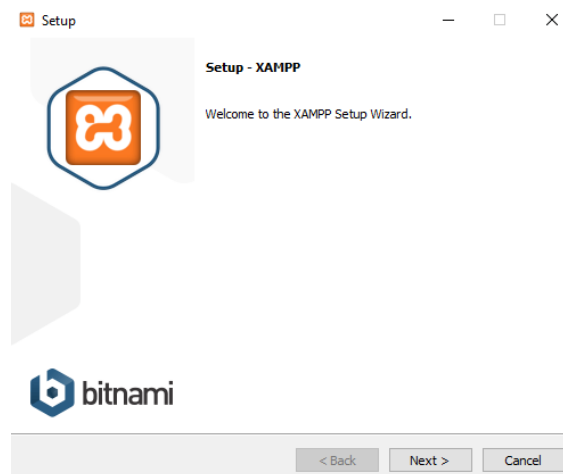 Setup
Setup - XAMPP
Welcome to the XAMPP Setup Wizard.
bitnami
< Back
Next >
Cancel